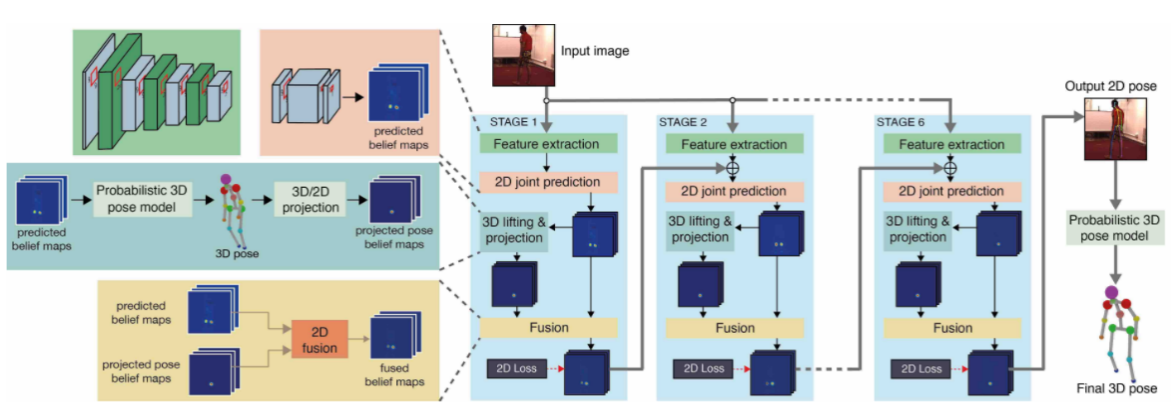 Input image
predicted
belief maps
predicted
belief maps
Probabilistic 3D
pose model
3D pose
3D/2D
projection
projected pose
belief maps
predicted
belief maps
projected pose
belief maps
2D
fusion
fused
belief maps
STAGE 1
Feature extraction
2D joint prediction
3D lifting &
projection
Fusion
2D Loss
STAGE 2
Feature extraction
2D joint prediction
3D lifting &
projection
Fusion
2D Loss
STAGE 6
Feature extraction
2D joint prediction
3D lifting &
projection
Fusion
2D Loss
Output 2D pose
Probabilistic 3D
pose model
Final 3D pose